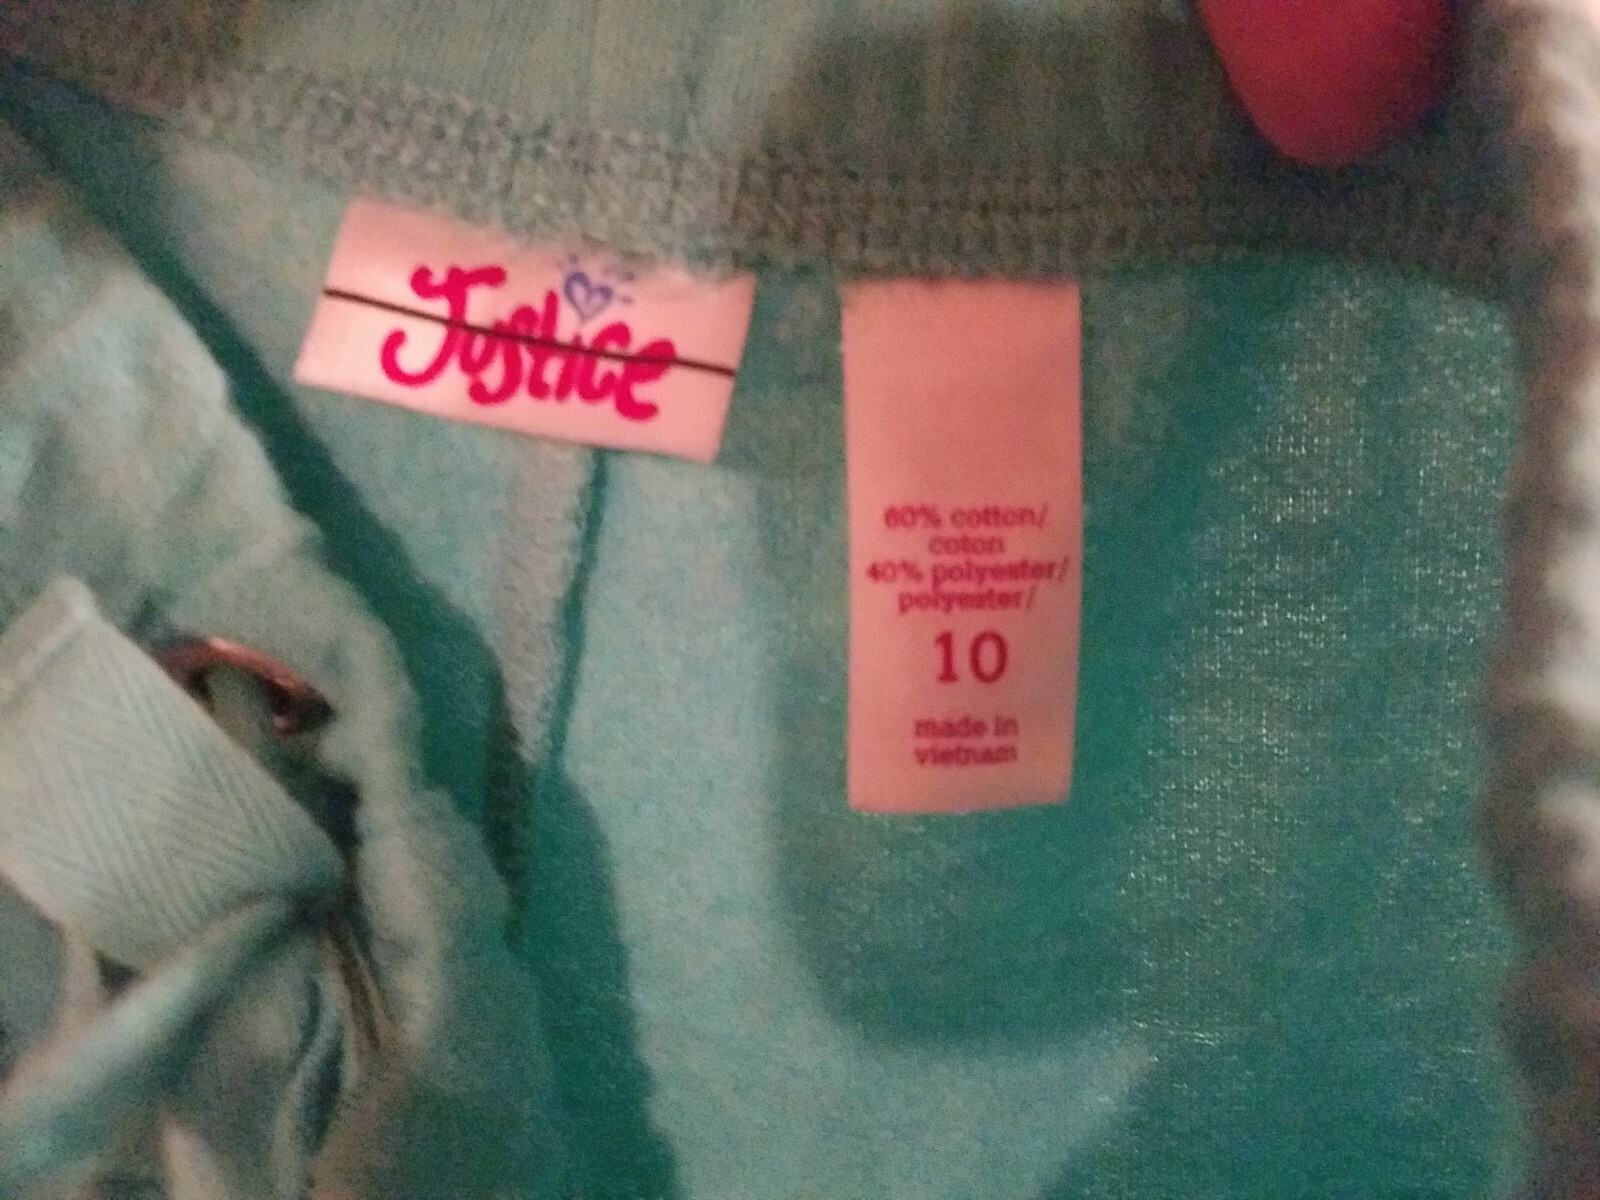 Justice
60% cotton/
coton
40% polyester/
polyester/
10
made in
vietnam